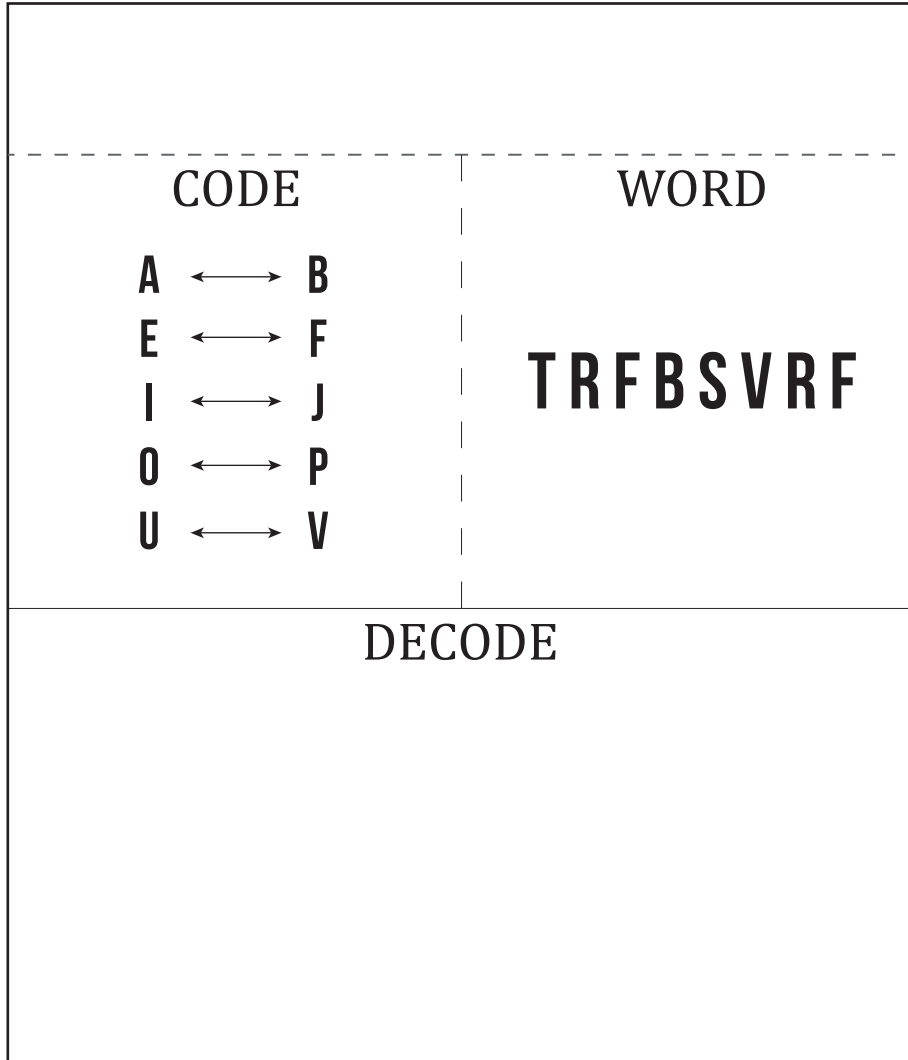 CODE
A ↔ B
E ↔ F
I ↔ J
O ↔ P
U ↔ V
WORD
TRFBSVRF
DECODE